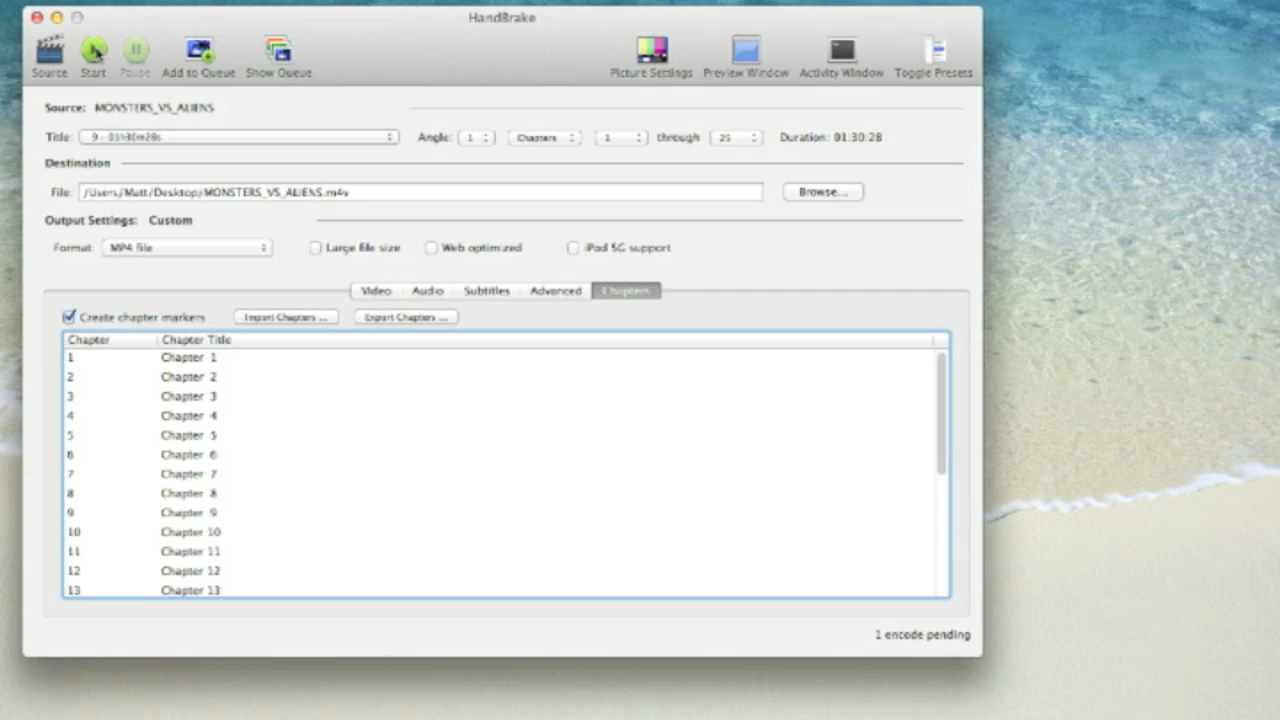 HandBrake
Source Start Pause Add to Queue Show Queue Picture Settings Preview Window Activity Window Toggle Presets
Source: MONSTERS_VS_ALIENS
Title: 9 - 01h30m28s Angle: 1 Chapters 1 through 25 Duration: 01:30:28
Destination
File: /Users/Matt/Desktop/MONSTERS_VS_ALIENS.m4v Browse...
Output Settings: Custom
Format: MP4 file Large file size Web optimized iPod 5G support
Video Audio Subtitles Advanced Chapters
Create chapter markers Import Chapters ... Export Chapters ...
Chapter Chapter Title
1 Chapter 1
2 Chapter 2
3 Chapter 3
4 Chapter 4
5 Chapter 5
6 Chapter 6
7 Chapter 7
8 Chapter 8
9 Chapter 9
10 Chapter 10
11 Chapter 11
12 Chapter 12
13 Chapter 13
1 encode pending